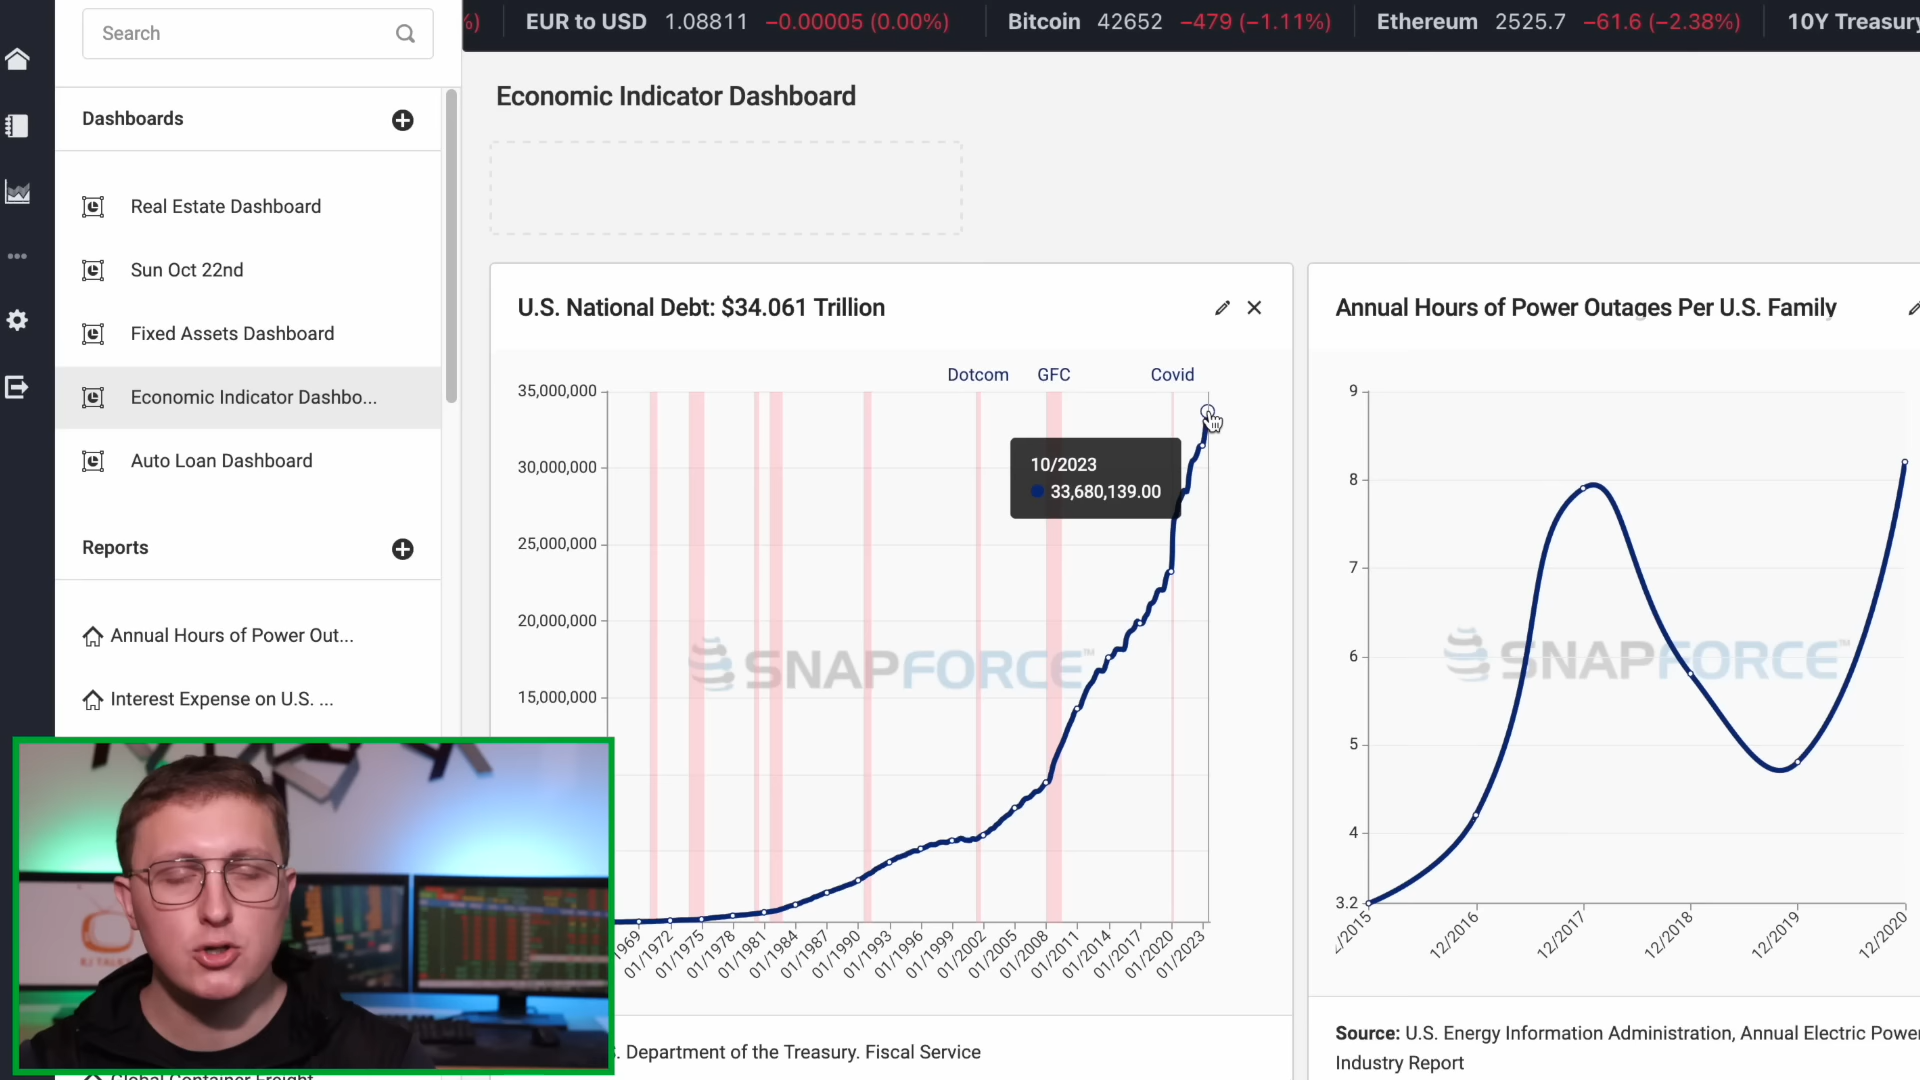 Search
%)
EUR to USD 1.08811 −0.00005 (0.00%)
Bitcoin 42652 −479 (−1.11%)
Ethereum 2525.7 −61.6 (−2.38%)
10Y Treasury
Dashboards
Real Estate Dashboard
Sun Oct 22nd
Fixed Assets Dashboard
Economic Indicator Dashbo...
Auto Loan Dashboard
Reports
Annual Hours of Power Out...
Interest Expense on U.S. ...
Global Container Freight
Economic Indicator Dashboard
U.S. National Debt: $34.061 Trillion
Dotcom GFC Covid
35,000,000
30,000,000
25,000,000
20,000,000
15,000,000
10/2023
33,680,139.00
SNAPFORCE™
1969 01/1972 01/1975 01/1978 01/1981 01/1984 01/1987 01/1990 01/1993 01/1996 01/1999 01/2002 01/2005 01/2008 01/2011 01/2014 01/2017 01/2020 01/2023
. Department of the Treasury. Fiscal Service
Annual Hours of Power Outages Per U.S. Family
9
8
7
6
5
4
3.2
SNAPFORCE™
/2015 12/2016 12/2017 12/2018 12/2019 12/2020
Source: U.S. Energy Information Administration, Annual Electric Power
Industry Report